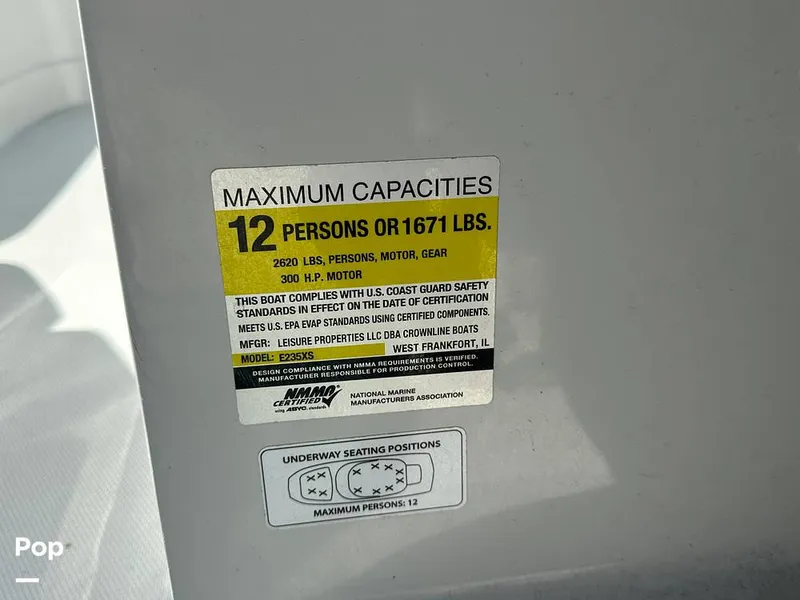 MAXIMUM CAPACITIES
12 PERSONS OR 1671 LBS.
2620 LBS, PERSONS, MOTOR, GEAR
300 H.P. MOTOR
THIS BOAT COMPLIES WITH U.S. COAST GUARD SAFETY
STANDARDS IN EFFECT ON THE DATE OF CERTIFICATION
MEETS U.S. EPA EVAP STANDARDS USING CERTIFIED COMPONENTS.
MFGR: LEISURE PROPERTIES LLC DBA CROWNLINE BOATS
MODEL: E235XS WEST FRANKFORT, IL
DESIGN COMPLIANCE WITH NMMA REQUIREMENTS IS VERIFIED.
MANUFACTURER RESPONSIBLE FOR PRODUCTION CONTROL.
NMMA
CERTIFIED
using ABYC standards
NATIONAL MARINE
MANUFACTURERS ASSOCIATION
UNDERWAY SEATING POSITIONS
MAXIMUM PERSONS: 12
Pop